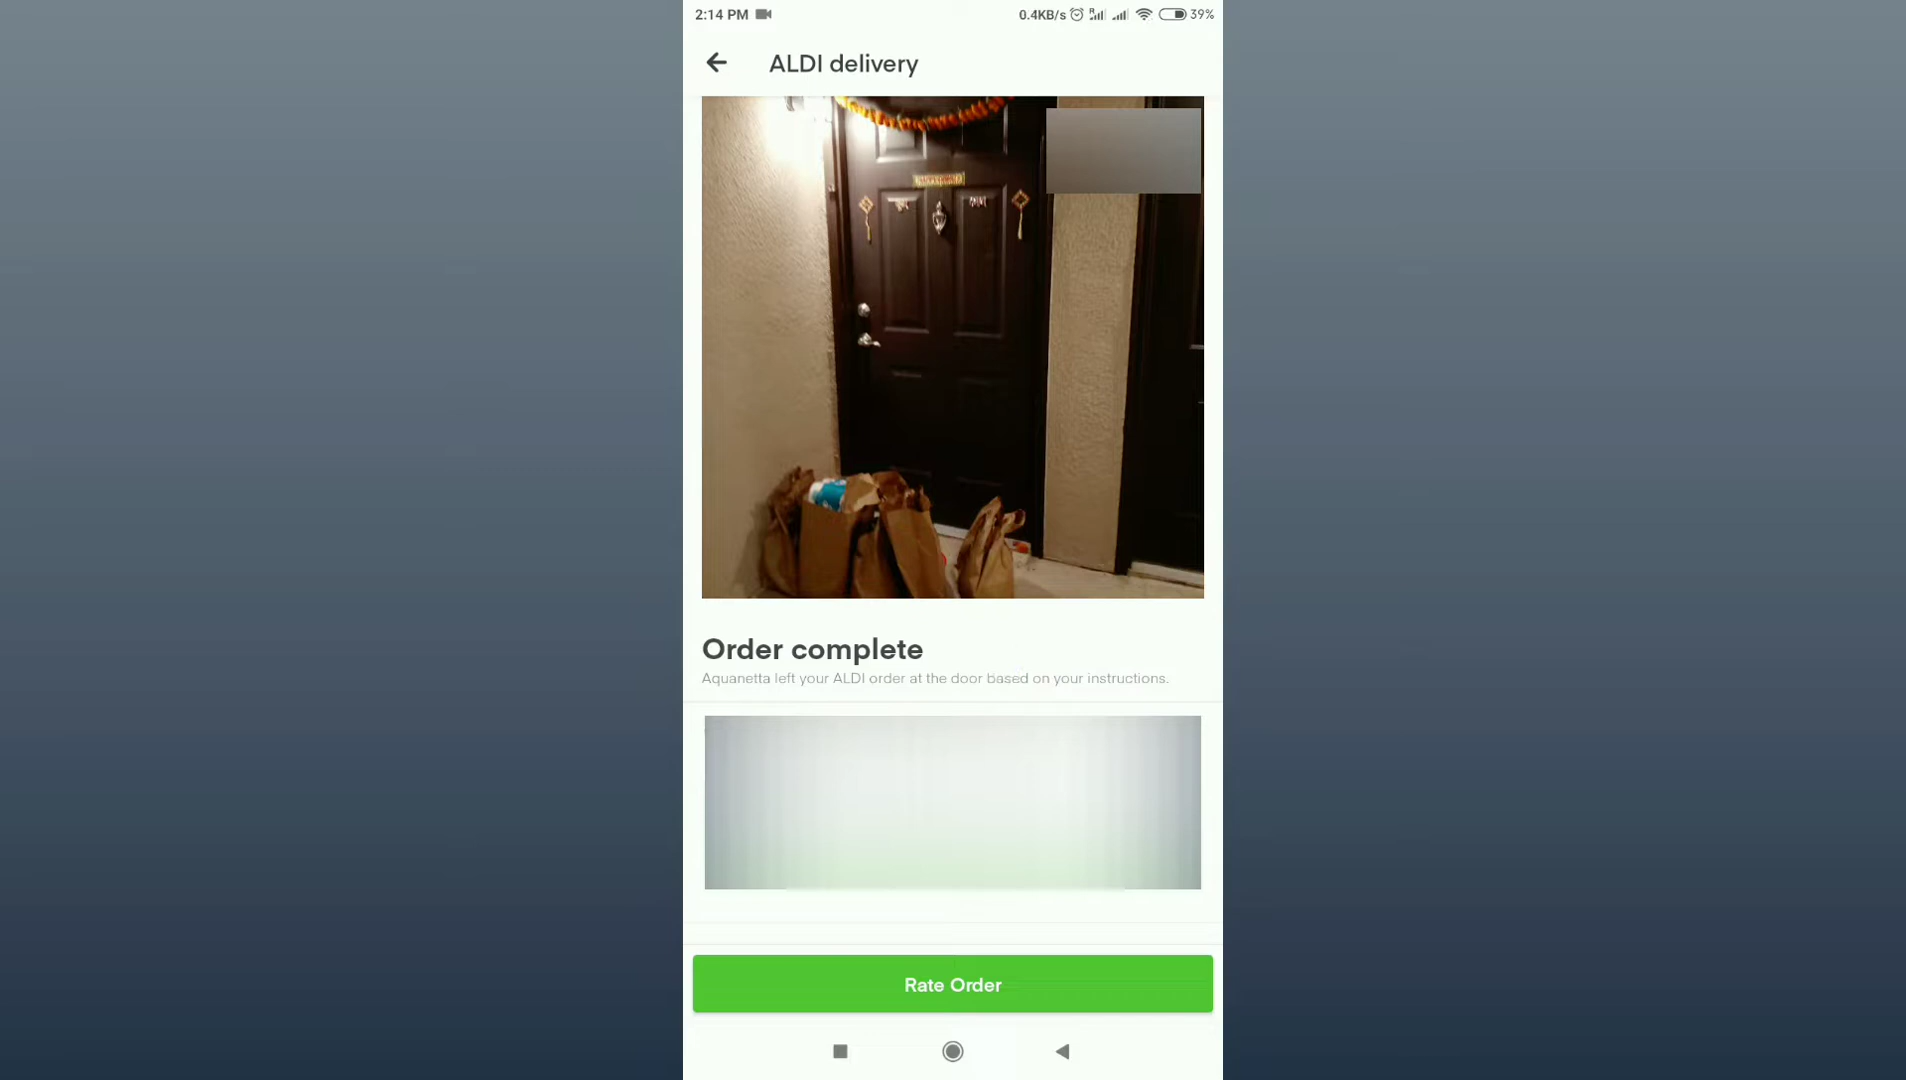 2:14 PM
0.4KB/s
R
39%
ALDI delivery
Order complete
Aquanetta left your ALDI order at the door based on your instructions.
Rate Order